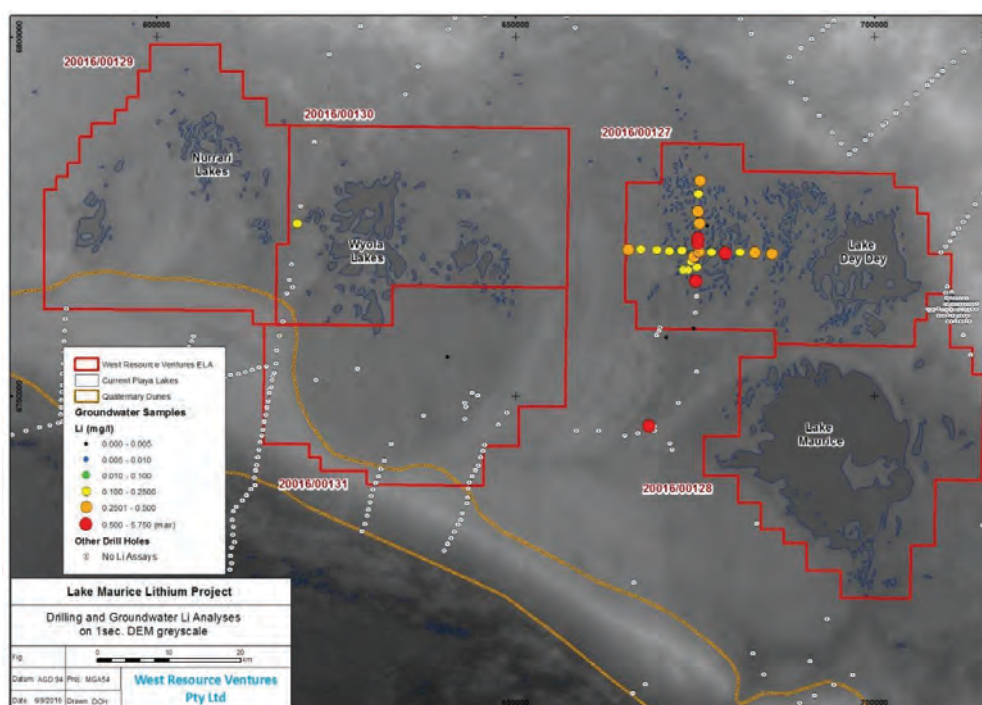 600000
650000
700000
6800000
20016/00129
20016/00130
20016/00127
Nurrari
Lakes
Wyola
Lakes
Lake
Dey Dey
West Resource Ventures ELA
Current Playa Lakes
Quaternary Dunes
Groundwater Samples
Li (mg/l)
0.000 - 0.005
0.005 - 0.010
0.010 - 0.100
0.100 - 0.2500
0.2501 - 0.500
0.500 - 5.750 (max)
Other Drill Holes
No Li Assays
Lake
Maurice
20016/00131
20016/00128
Lake Maurice Lithium Project
Drilling and Groundwater Li Analyses
on 1sec. DEM greyscale
Fig:
0 10 20
km
Datum: AGD 94 Proj: MGA54
Date: 9/9/2016 Drawn: DOH
West Resource Ventures
Pty Ltd
650000
700000